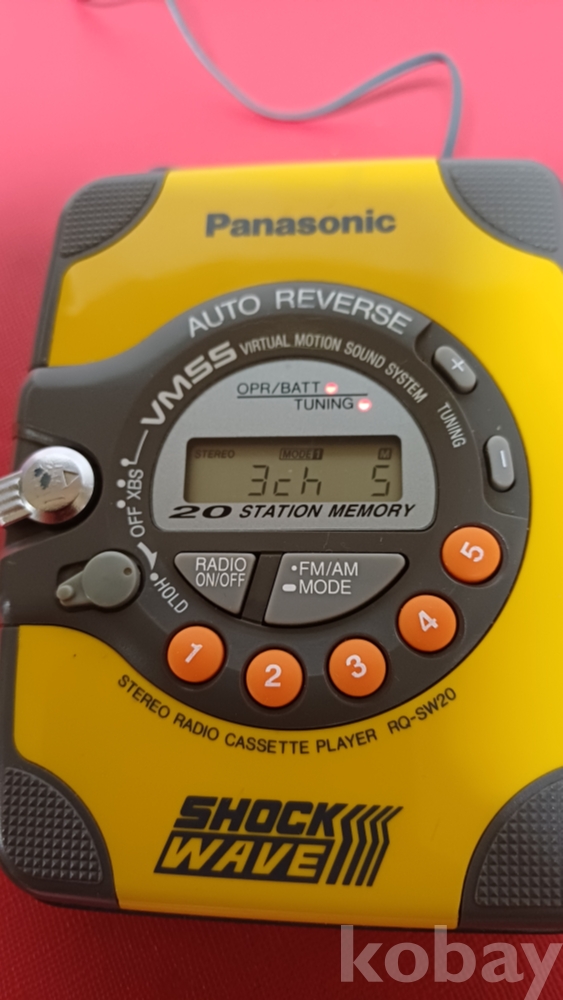 Panasonic
AUTO REVERSE
VMSS VIRTUAL MOTION SOUND SYSTEM
OPR/BATT
TUNING
+
TUNING
-
STEREO MODE 1 M
3ch 5
20 STATION MEMORY
XBS
OFF
HOLD
RADIO
ON/OFF
FM/AM
MODE
1
2
3
4
5
STEREO RADIO CASSETTE PLAYER RQ-SW20
SHOCK
WAVE
kobay